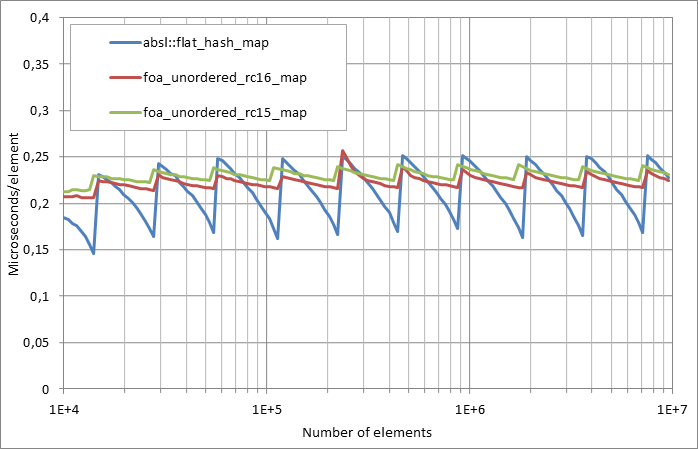 0,4
0,35
0,3
0,25
0,2
0,15
0,1
0,05
0
Microseconds/element
absl::flat_hash_map
foa_unordered_rc16_map
foa_unordered_rc15_map
1E+4 1E+5 1E+6 1E+7
Number of elements